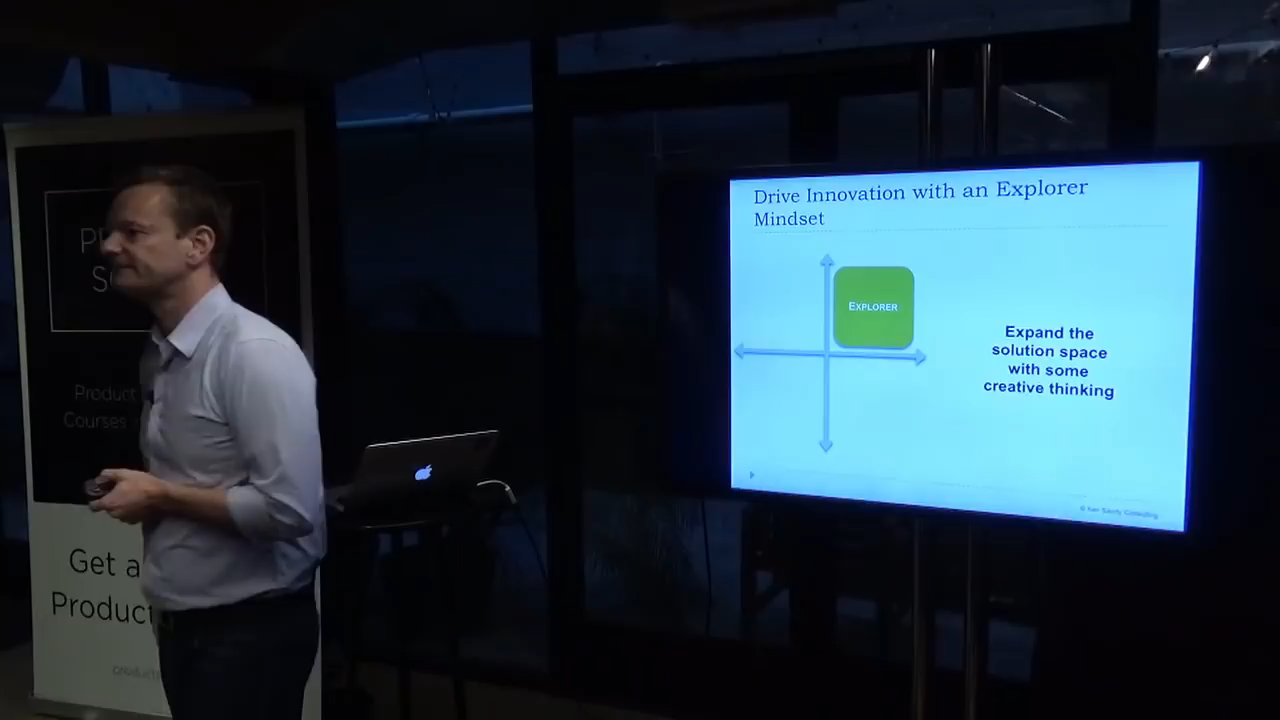 Product
Courses
Get a
Product
Drive Innovation with an Explorer
Mindset
EXPLORER
Expand the
solution space
with some
creative thinking